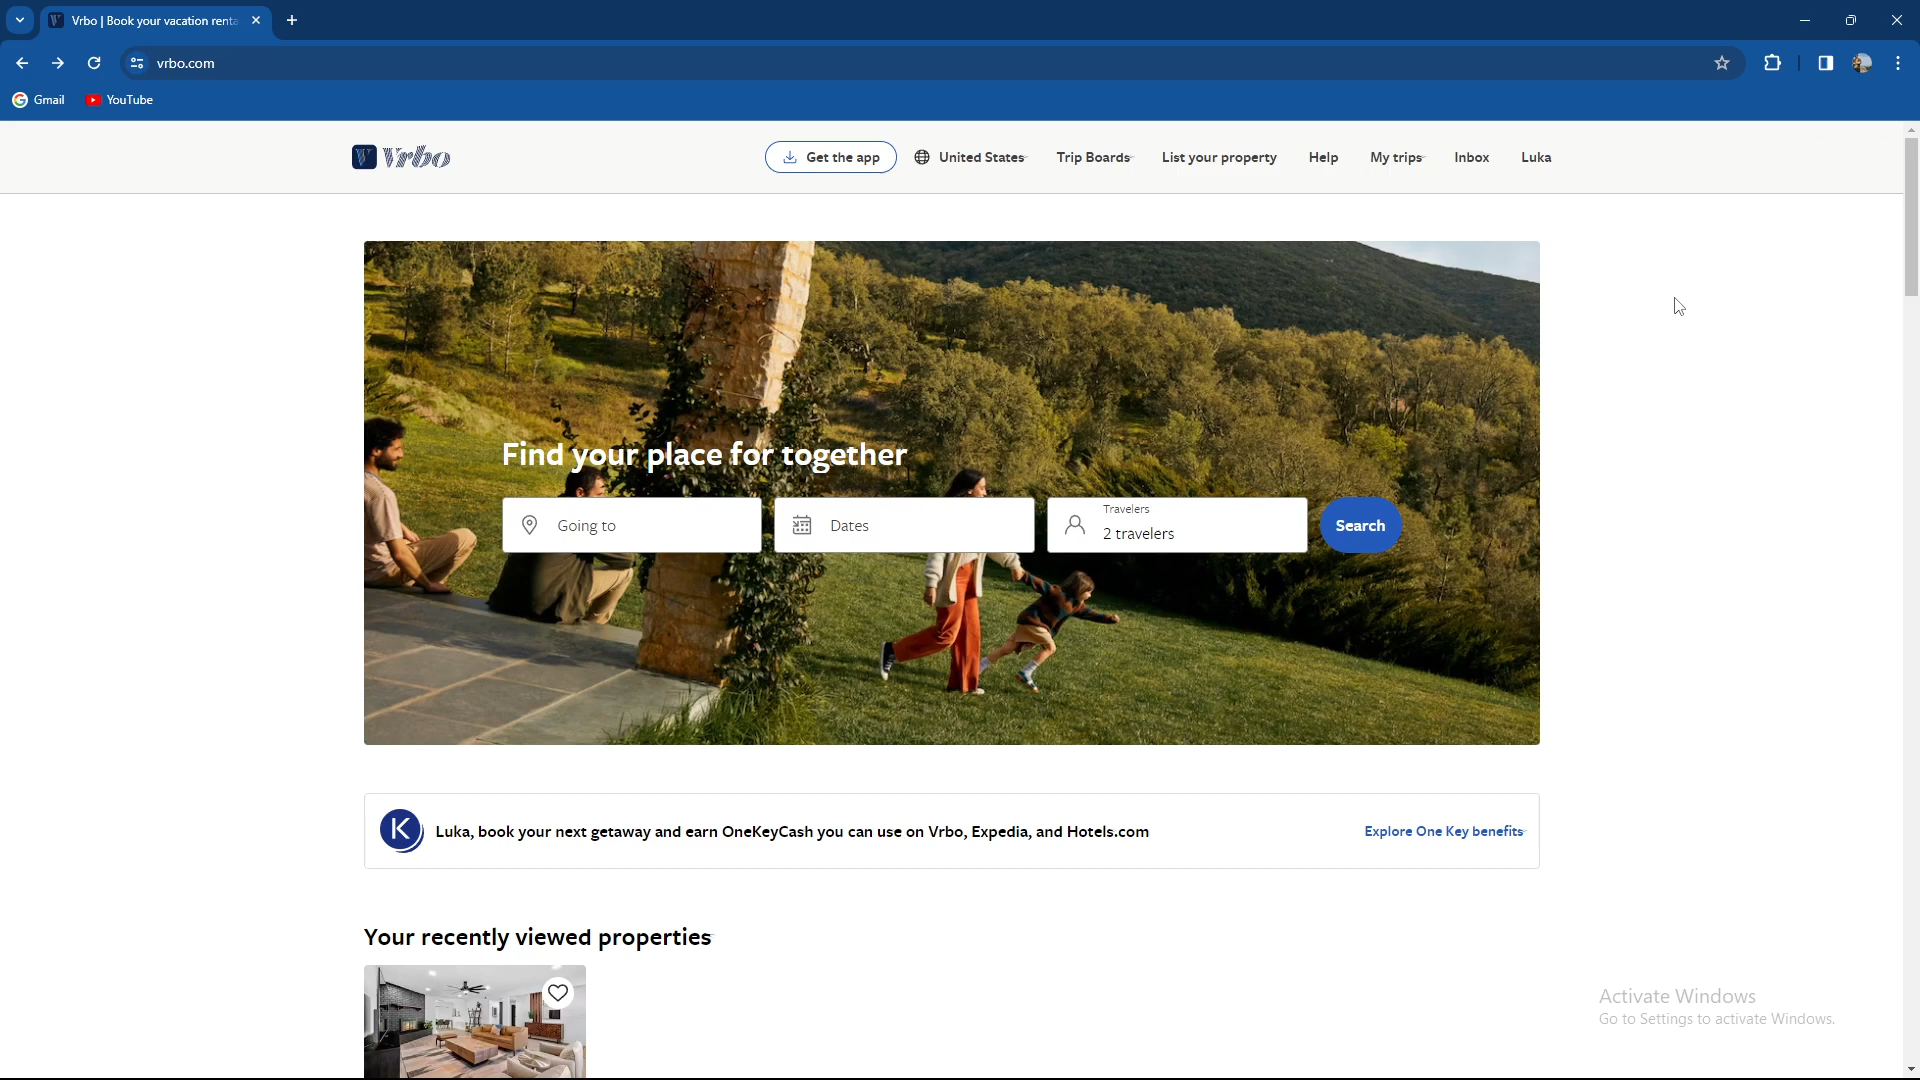 Vrbo | Book your vacation renta
vrbo.com
Gmail
YouTube
Vrbo
Get the app
United States
Trip Boards
List your property
Help
My trips
Inbox
Luka
Find your place for together
Going to
Dates
Travelers
2 travelers
Search
K
Luka, book your next getaway and earn OneKeyCash you can use on Vrbo, Expedia, and Hotels.com
Explore One Key benefits
Your recently viewed properties
Activate Windows
Go to Settings to activate Windows.